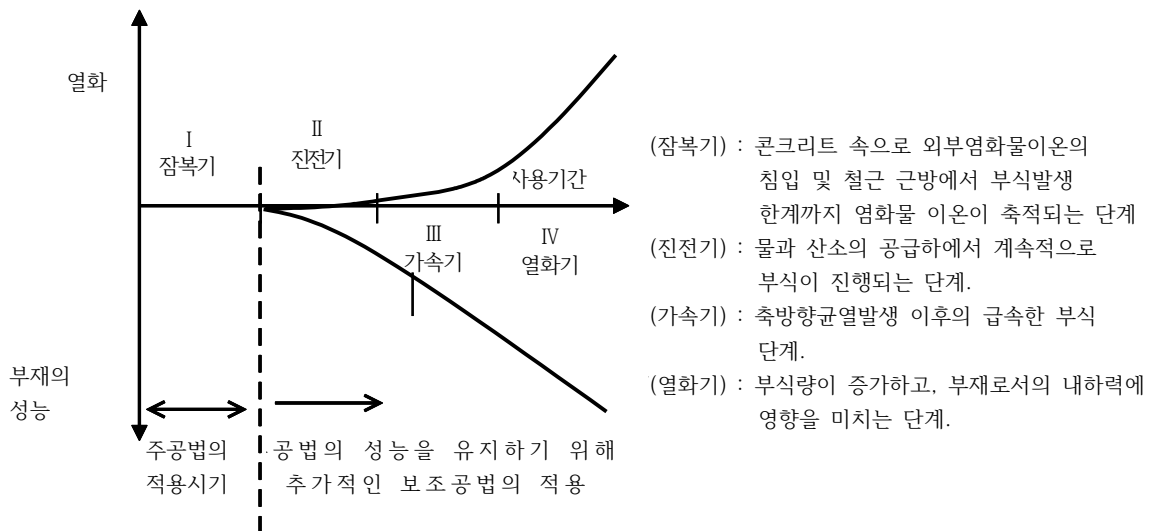 열화
Ⅰ
잠복기
Ⅱ
진전기
사용기간
Ⅲ
가속기
Ⅳ
열화기
부재의
성능
주공법의
적용시기
공법의 성능을 유지하기 위해
추가적인 보조공법의 적용
(잠복기) : 콘크리트 속으로 외부염화물이온의
침입 및 철근 근방에서 부식발생
한계까지 염화물 이온이 축적되는 단계
(진전기) : 물과 산소의 공급하에서 계속적으로
부식이 진행되는 단계.
(가속기) : 축방향균열발생 이후의 급속한 부식
단계.
(열화기) : 부식량이 증가하고, 부재로서의 내하력에
영향을 미치는 단계.